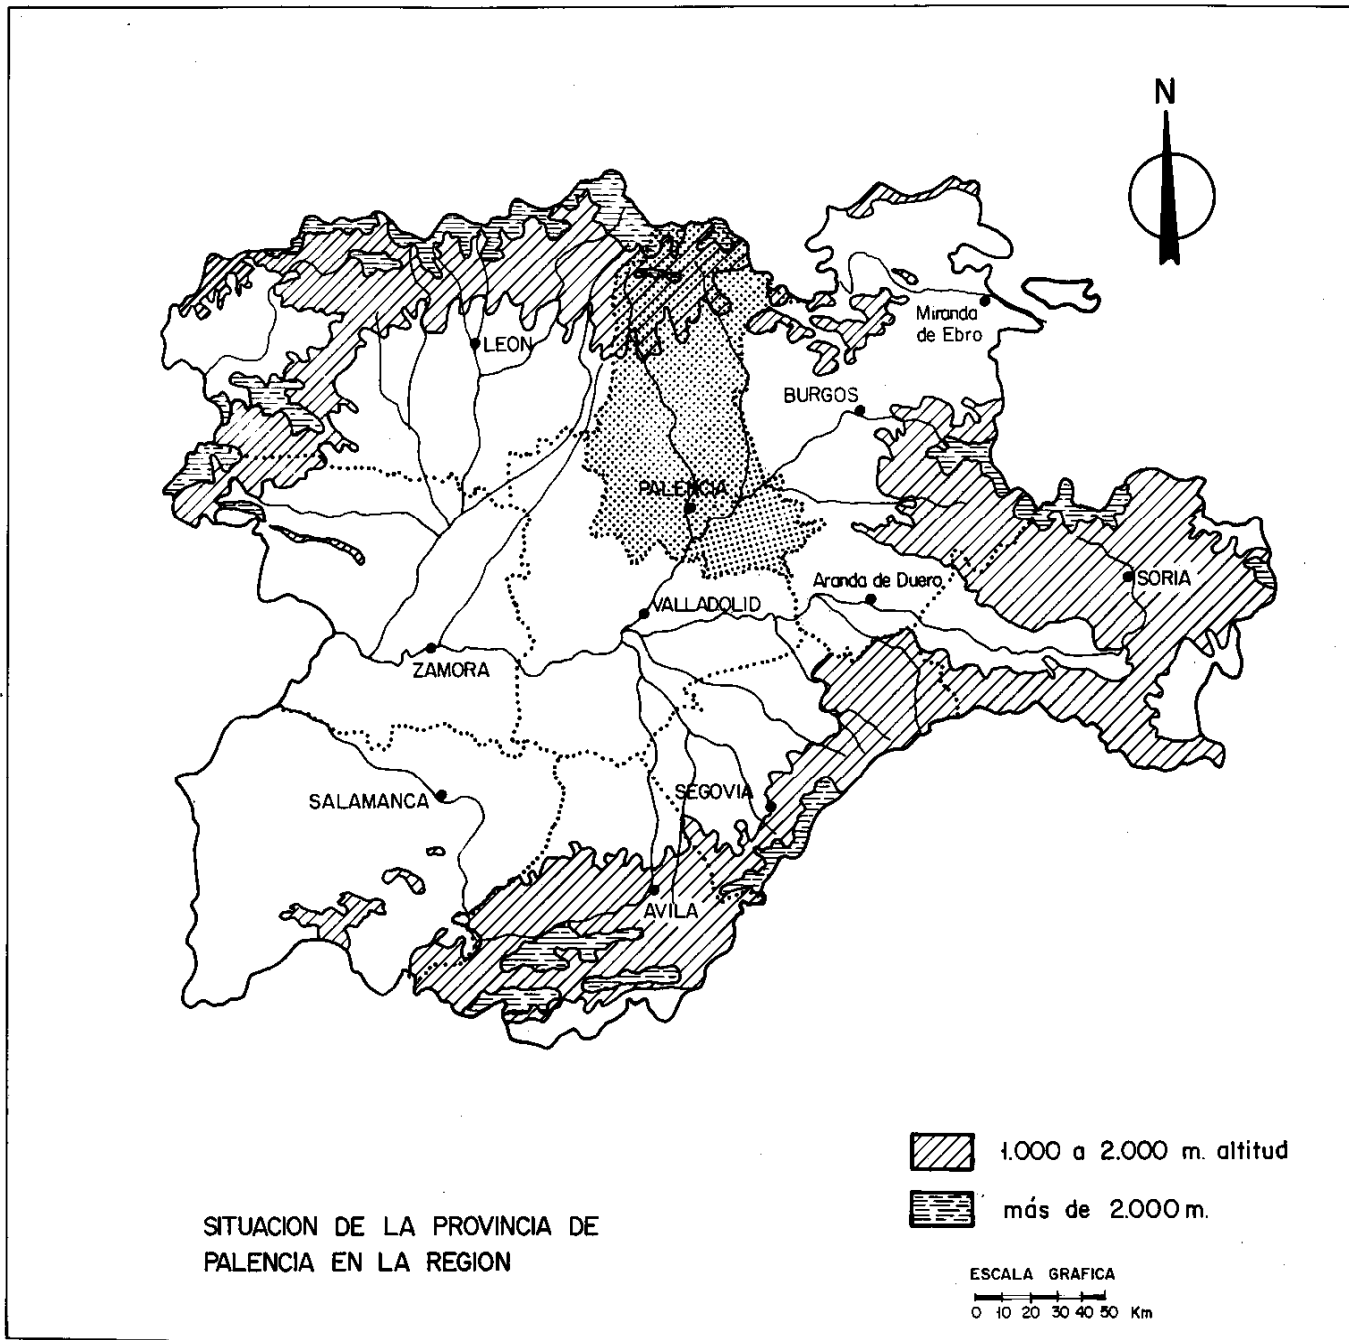 N
Miranda
de Ebro
LEON
BURGOS
PALENCIA
Aranda de Duero
SORIA
VALLADOLID
ZAMORA
SEGOVIA
SALAMANCA
AVILA
1.000 a 2.000 m. altitud
más de 2.000 m.
SITUACION DE LA PROVINCIA DE
PALENCIA EN LA REGION
ESCALA GRAFICA
0 10 20 30 40 50 Km